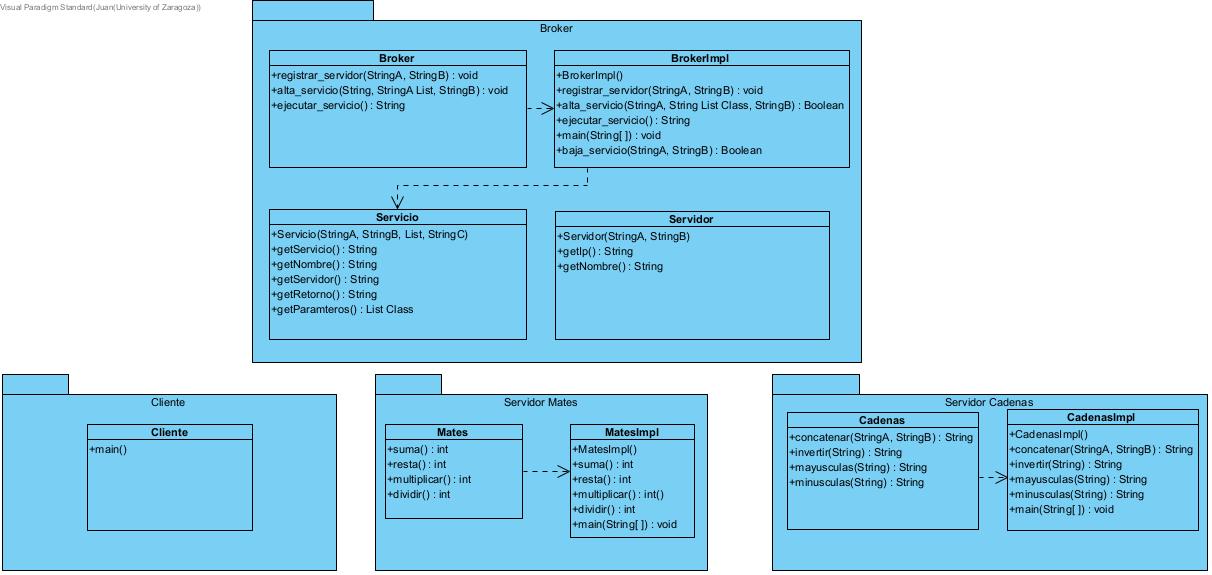 Visual Paradigm Standard(Juan(University of Zaragoza))
Broker
Broker
+registrar_servidor(StringA, StringB) : void
+alta_servicio(String, StringA List, StringB) : void
+ejecutar_servicio() : String
BrokerImpl
+BrokerImpl()
+registrar_servidor(StringA, StringB) : void
+alta_servicio(StringA, String List Class, StringB) : Boolean
+ejecutar_servicio() : String
+main(String[ ]) : void
+baja_servicio(StringA, StringB) : Boolean
Servicio
+Servicio(StringA, StringB, List, StringC)
+getServicio() : String
+getNombre() : String
+getServidor() : String
+getRetorno() : String
+getParamteros() : List Class
Servidor
+Servidor(StringA, StringB)
+getIp() : String
+getNombre() : String
Cliente
Cliente
+main()
Servidor Mates
Mates
+suma() : int
+resta() : int
+multiplicar() : int
+dividir() : int
MatesImpl
+MatesImpl()
+suma() : int
+resta() : int
+multiplicar() : int()
+dividir() : int
+main(String[ ]) : void
Servidor Cadenas
Cadenas
+concatenar(StringA, StringB) : String
+invertir(String) : String
+mayusculas(String) : String
+minusculas(String) : String
CadenasImpl
+CadenasImpl()
+concatenar(StringA, StringB) : String
+invertir(String) : String
+mayusculas(String) : String
+minusculas(String) : String
+main(String[ ]) : void